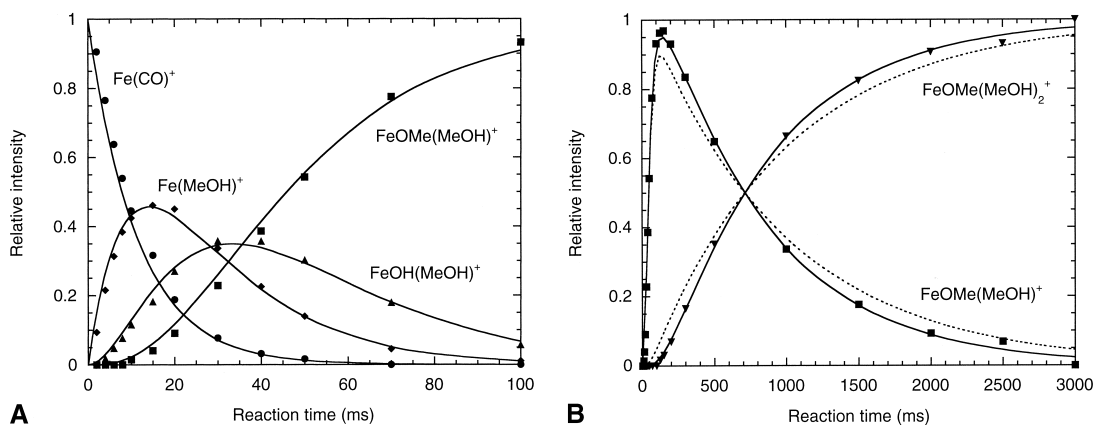 1
0.8
0.6
0.4
0.2
0
0 20 40 60 80 100
Relative intensity
Reaction time (ms)
Fe(CO)⁺
Fe(MeOH)⁺
FeOMe(MeOH)⁺
FeOH(MeOH)⁺
A
1
0.8
0.6
0.4
0.2
0
0 500 1000 1500 2000 2500 3000
Relative intensity
Reaction time (ms)
FeOMe(MeOH)₂⁺
FeOMe(MeOH)⁺
B